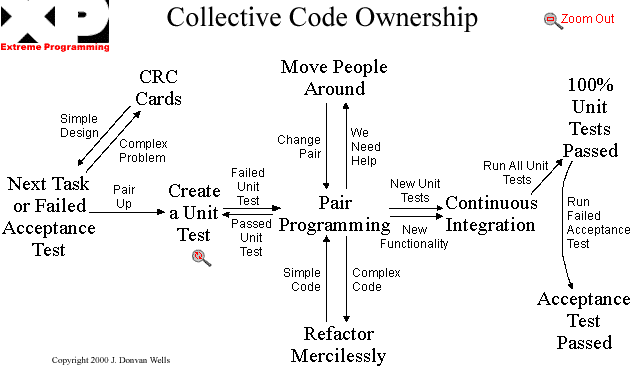 XP
Extreme Programming
Collective Code Ownership
Zoom Out
CRC
Cards
Simple
Design
Complex
Problem
Next Task
or Failed
Acceptance
Test
Pair
Up
Create
a Unit
Test
Failed
Unit
Test
Passed
Unit
Test
Move People
Around
Change
Pair
We
Need
Help
Pair
Programming
Simple
Code
Complex
Code
Refactor
Mercilessly
New Unit
Tests
New
Functionality
Continuous
Integration
Run All Unit
Tests
100%
Unit
Tests
Passed
Run
Failed
Acceptance
Test
Acceptance
Test
Passed
Copyright 2000 J. Donvan Wells